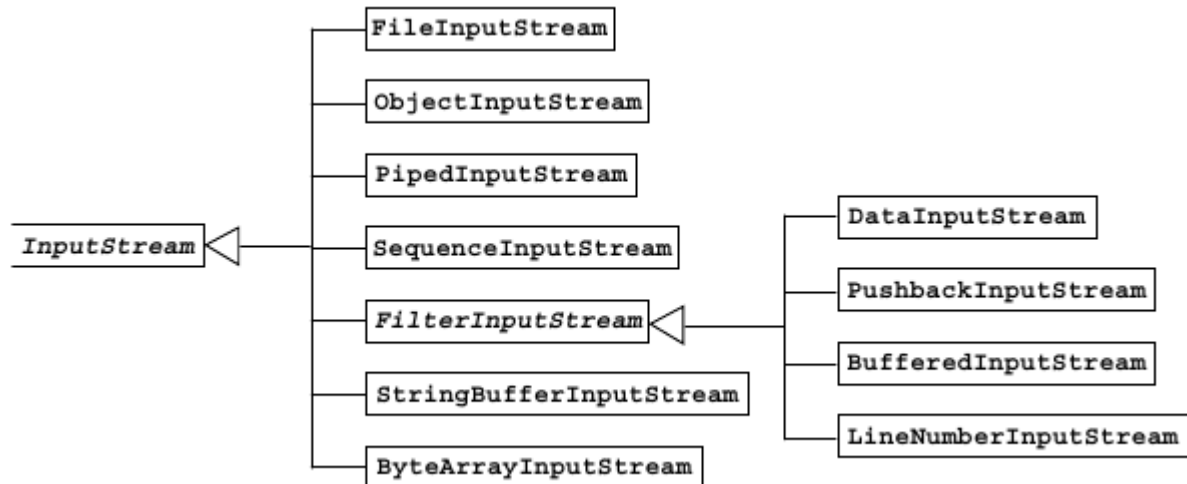 FileInputStream
ObjectInputStream
PipedInputStream
InputStream
SequenceInputStream
FilterInputStream
StringBufferInputStream
ByteArrayInputStream
DataInputStream
PushbackInputStream
BufferedInputStream
LineNumberInputStream